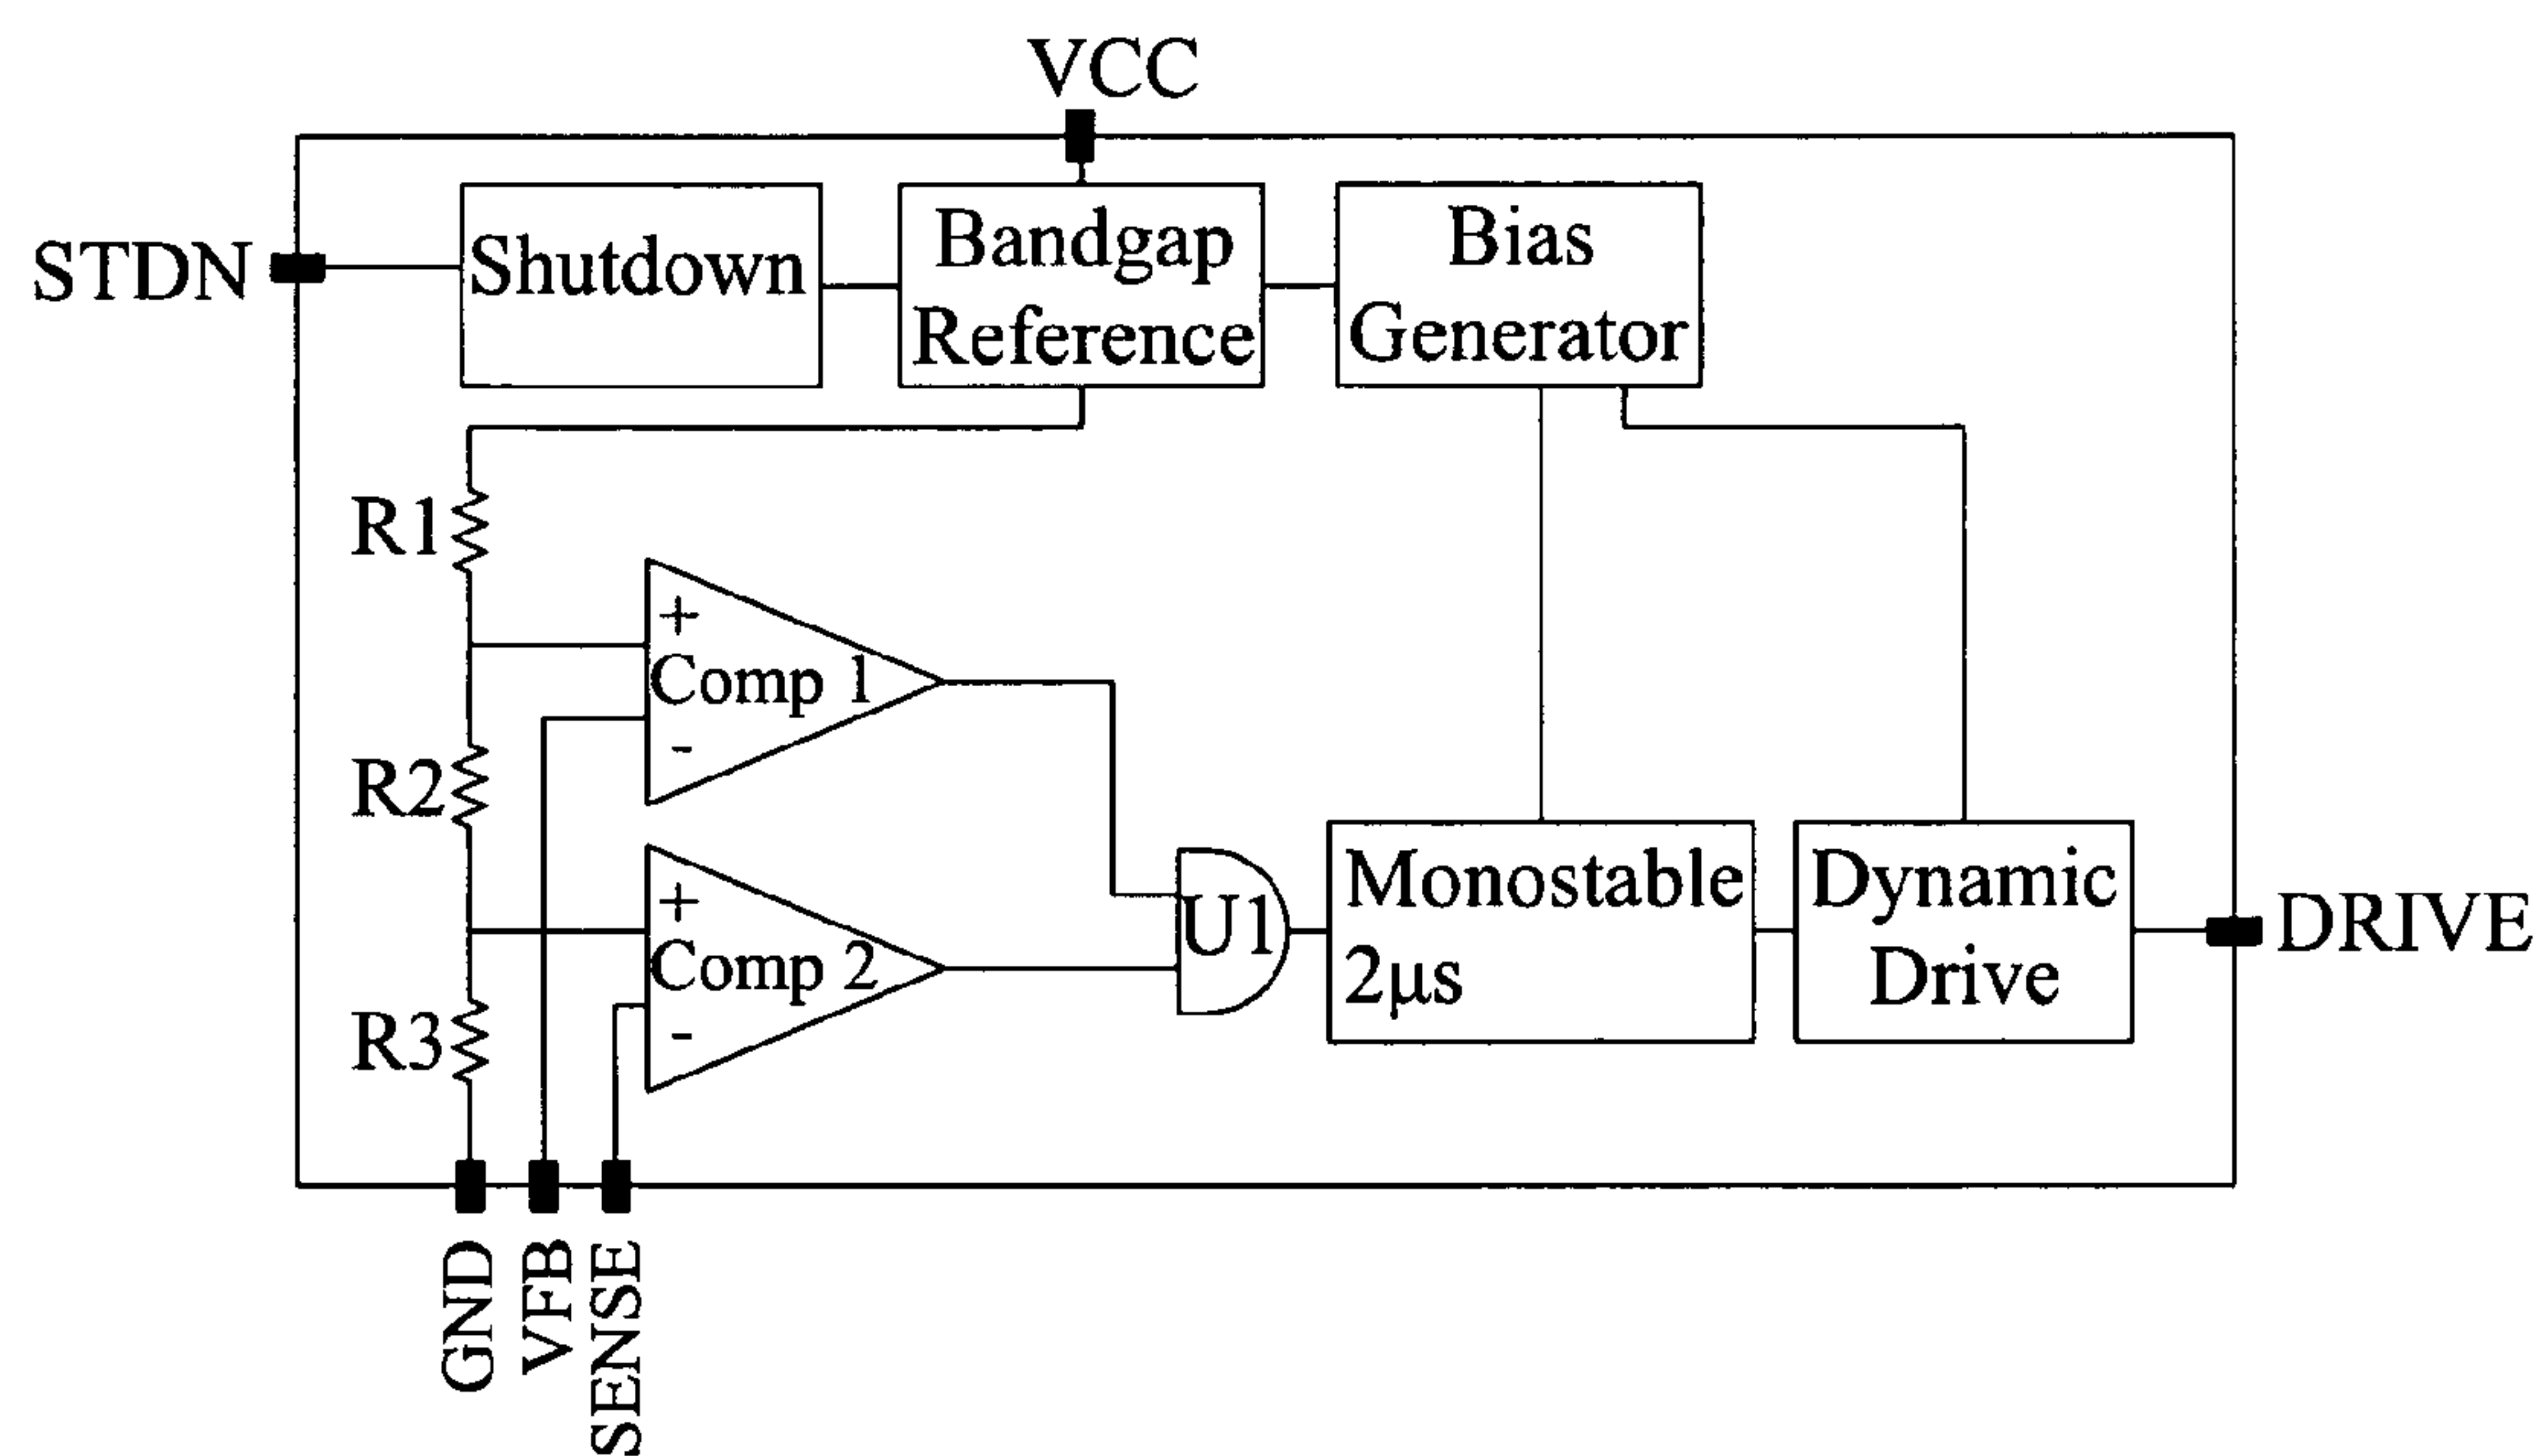 VCC
STDN
Shutdown
Bandgap
Reference
Bias
Generator
R1
+
Comp 1
-
R2
+
Comp 2
-
R3
U1
Monostable
2μs
Dynamic
Drive
DRIVE
GND
VFB
SENSE